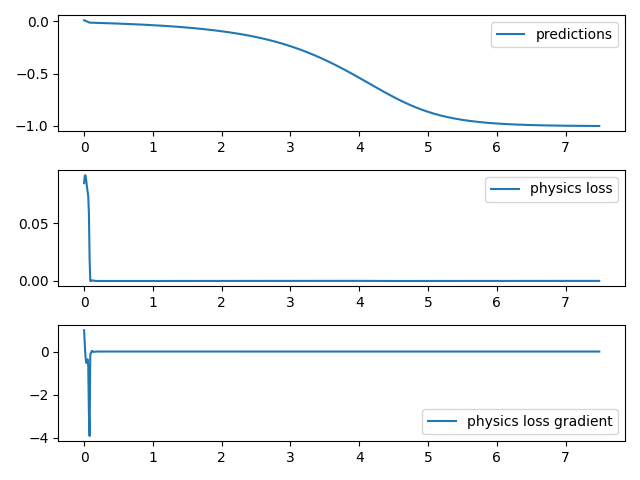 predictions
0.0
−0.5
−1.0
0 1 2 3 4 5 6 7
physics loss
0.05
0.00
0 1 2 3 4 5 6 7
0
−2
−4
physics loss gradient
0 1 2 3 4 5 6 7